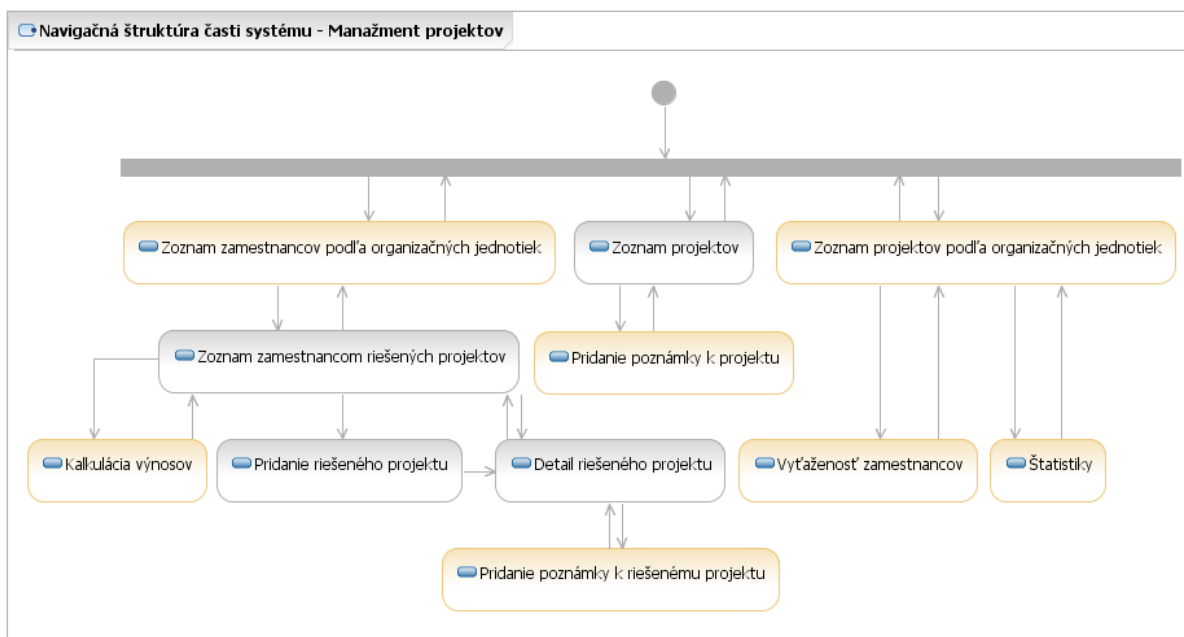 Navigačná štruktúra časti systému - Manažment projektov
Zoznam zamestnancov podľa organizačných jednotiek
Zoznam projektov
Zoznam projektov podľa organizačných jednotiek
Zoznam zamestnancom riešených projektov
Pridanie poznámky k projektu
Kalkulácia výnosov
Pridanie riešeného projektu
Detail riešeného projektu
Vyťaženosť zamestnancov
Štatistiky
Pridanie poznámky k riešenému projektu